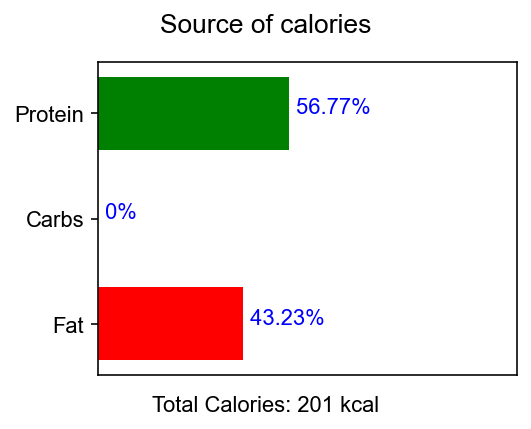 Source of calories
Protein
56.77%
Carbs
0%
Fat
43.23%
Total Calories: 201 kcal